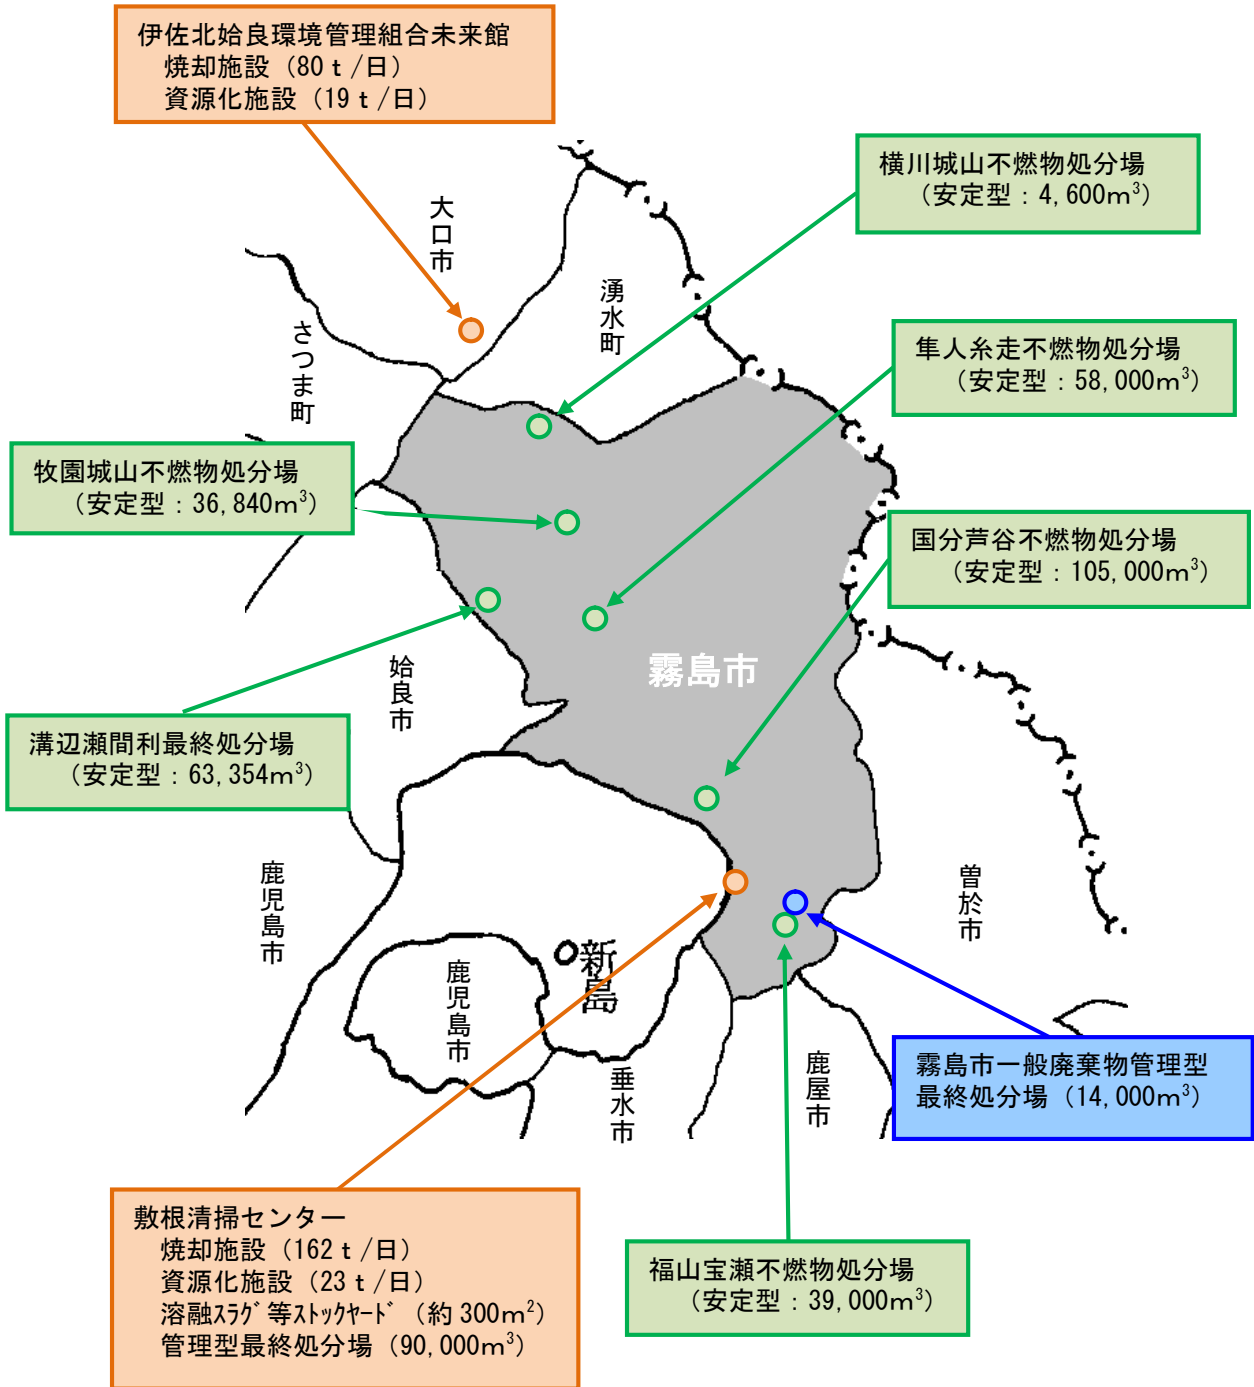 伊佐北姶良環境管理組合未来館
焼却施設（80ｔ/日）
資源化施設（19ｔ/日）
横川城山不燃物処分場
（安定型：4,600m³）
大口市
湧水町
さつま町
隼人糸走不燃物処分場
（安定型：58,000m³）
牧園城山不燃物処分場
（安定型：36,840m³）
国分芦谷不燃物処分場
（安定型：105,000m³）
霧島市
姶良市
溝辺瀬間利最終処分場
（安定型：63,354m³）
鹿児島市
曽於市
新島
鹿児島市
垂水市
鹿屋市
霧島市一般廃棄物管理型
最終処分場（14,000m³）
敷根清掃センター
焼却施設（162ｔ/日）
資源化施設（23ｔ/日）
溶融ｽﾗｸﾞ等ｽﾄｯｸﾔｰﾄﾞ（約300m²）
管理型最終処分場（90,000m³）
福山宝瀬不燃物処分場
（安定型：39,000m³）